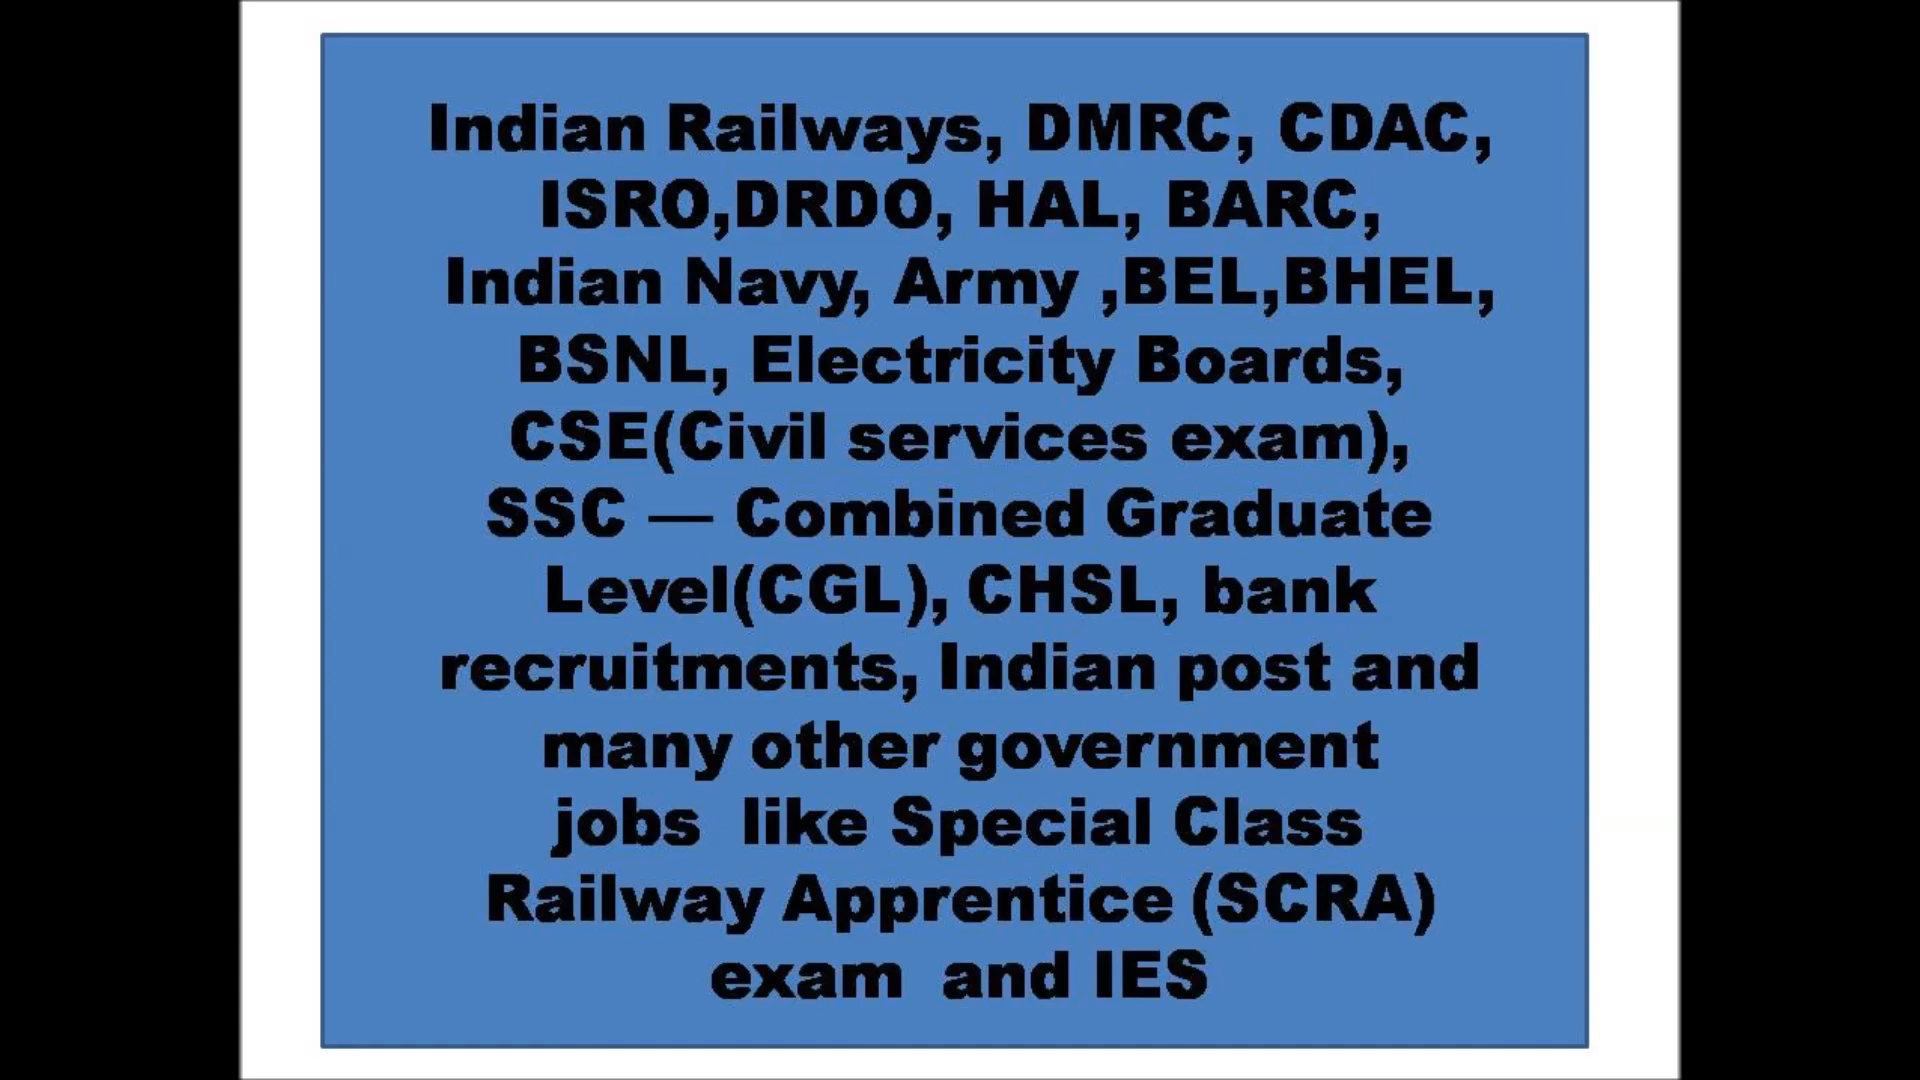 Indian Railways, DMRC, CDAC,
ISRO,DRDO, HAL, BARC,
Indian Navy, Army ,BEL,BHEL,
BSNL, Electricity Boards,
CSE(Civil services exam),
SSC — Combined Graduate
Level(CGL), CHSL, bank
recruitments, Indian post and
many other government
jobs  like Special Class
Railway Apprentice (SCRA)
exam  and IES